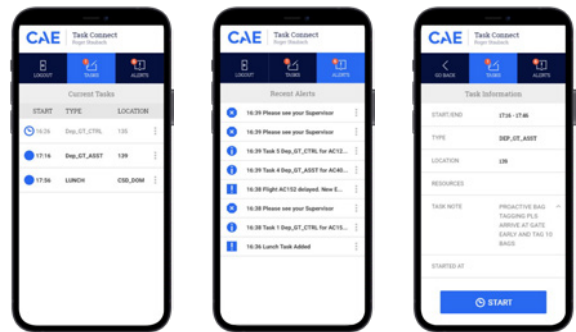 CAE Task Connect
Roger Staubach
LOGOUT TASKS ALERTS
Current Tasks
START TYPE LOCATION
16:26 Dep_GT_CTRL 135
17:16 Dep_GT_ASST 139
17:56 LUNCH CSD_DOM
CAE Task Connect
Roger Staubach
LOGOUT TASKS ALERTS
Recent Alerts
16:39 Please see your Supervisor
16:39 Please see your Supervisor
16:39 Task 5 Dep_GT_CTRL for AC12...
16:39 Task 4 Dep_GT_ASST for AC40...
16:38 Flight AC152 delayed. New E...
16:38 Please see your Supervisor
16:38 Task 1 Dep_GT_CTRL for AC15...
16:36 Lunch Task Added
CAE Task Connect
Roger Staubach
GO BACK TASKS ALERTS
Task Information
START/END 17:16 - 17:46
TYPE DEP_GT_ASST
LOCATION 139
RESOURCES
TASK NOTE PROACTIVE BAG
TAGGING PLS
ARRIVE AT GATE
EARLY AND TAG 10
BAGS
STARTED AT
START